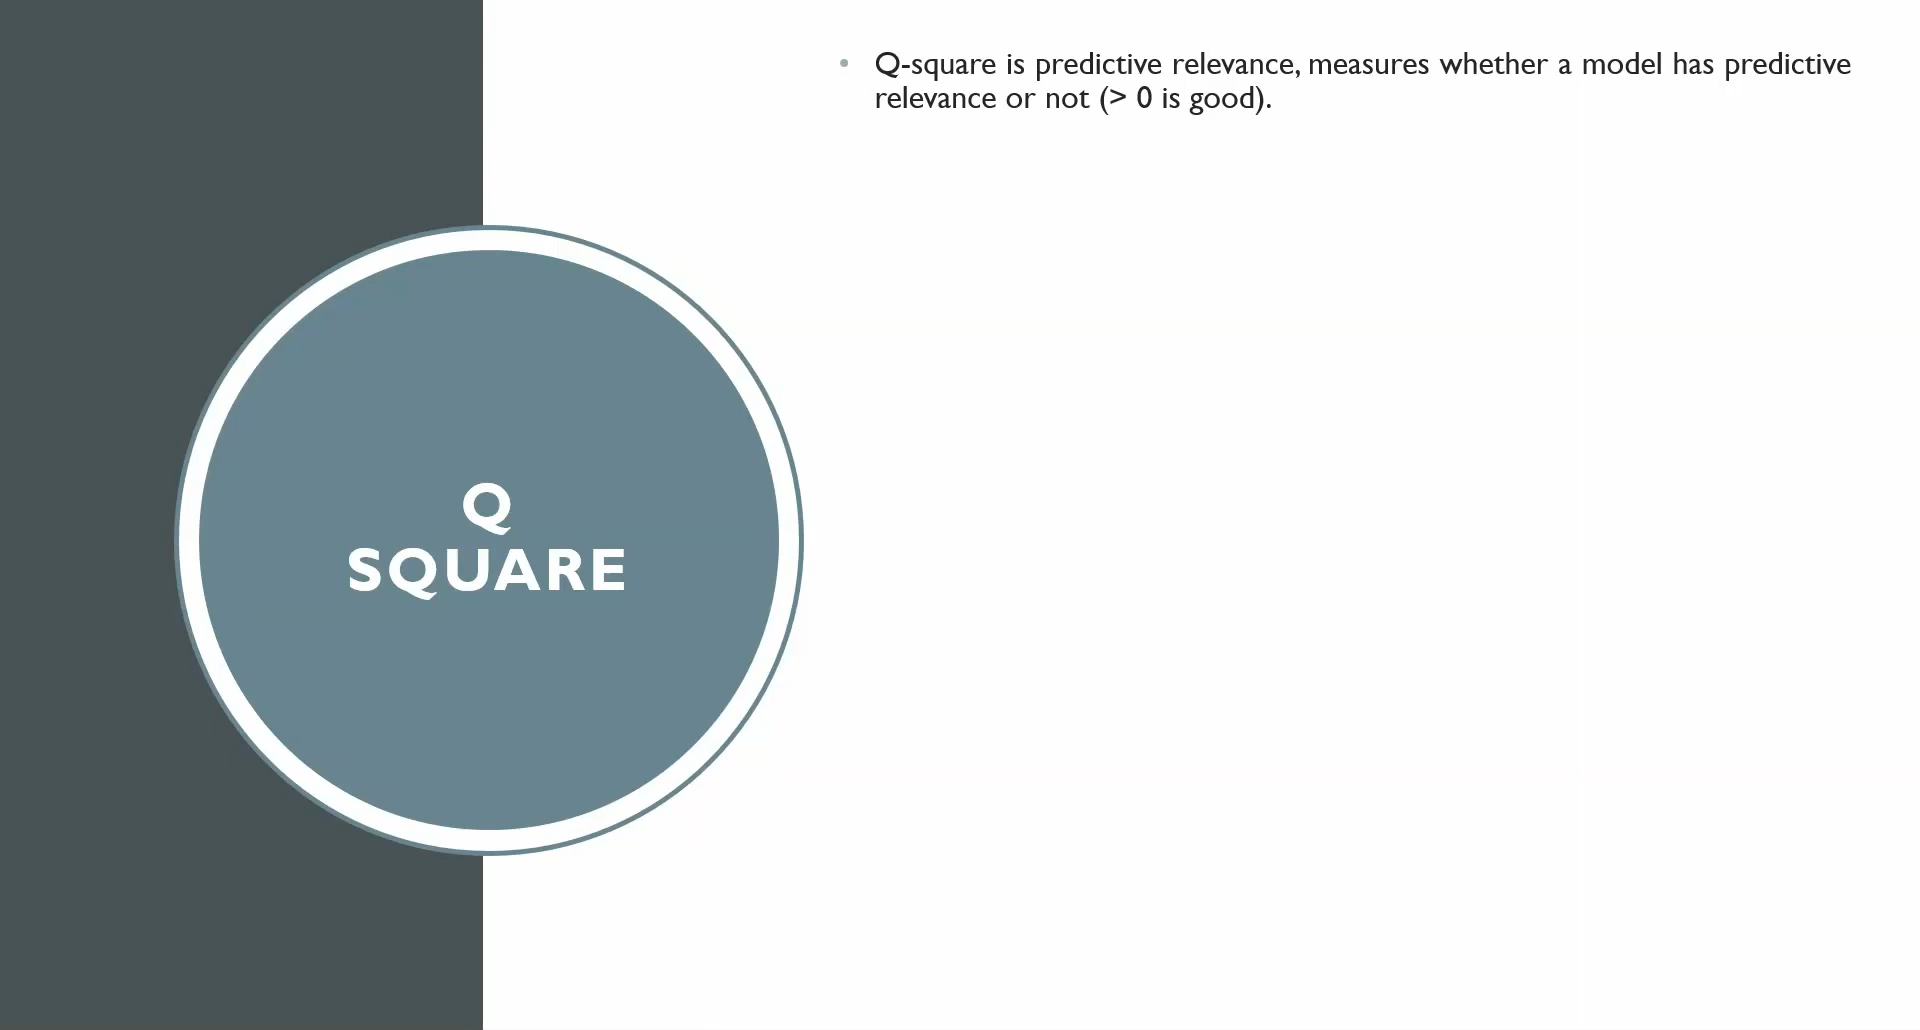 Q
SQUARE
• Q-square is predictive relevance, measures whether a model has predictive
relevance or not (> 0 is good).